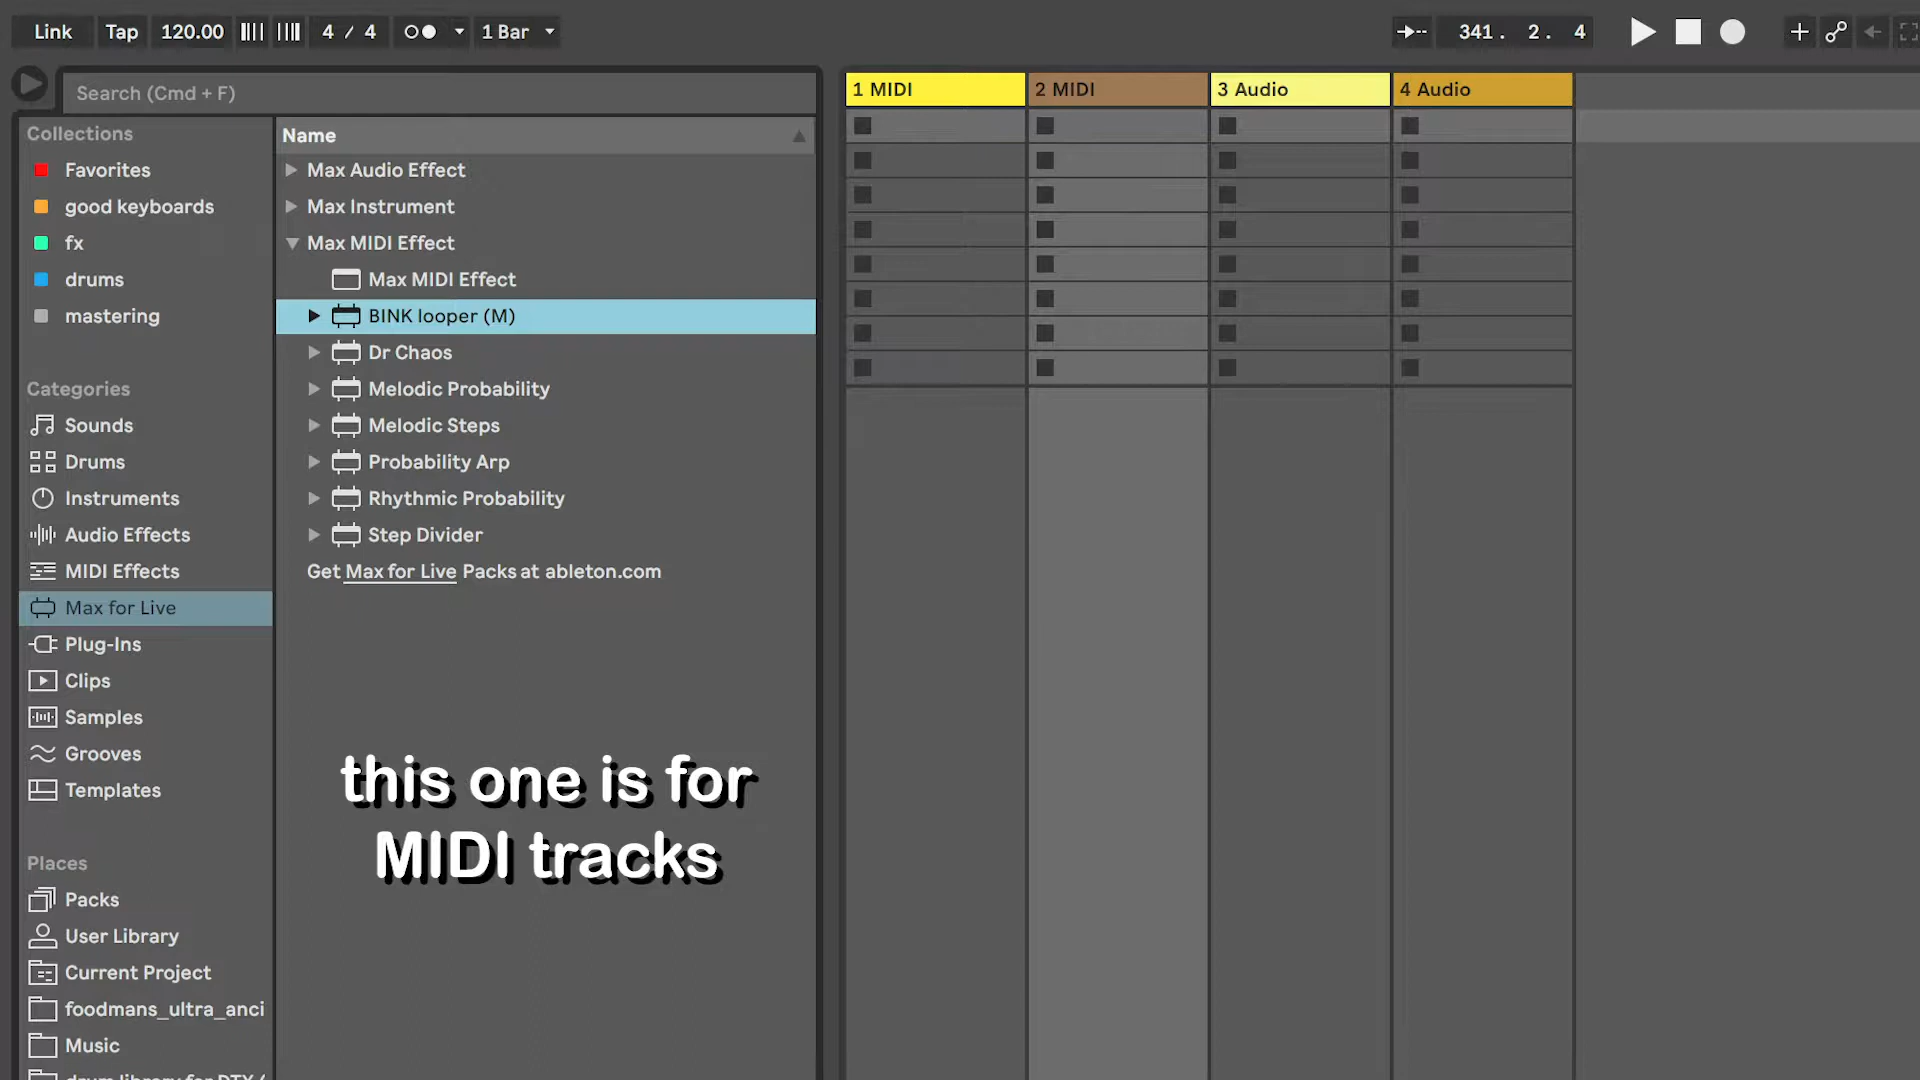 Link Tap 120.00 4 / 4 1 Bar 341. 2. 4
Search (Cmd + F)
Collections
Favorites
good keyboards
fx
drums
mastering
Categories
Sounds
Drums
Instruments
Audio Effects
MIDI Effects
Max for Live
Plug-Ins
Clips
Samples
Grooves
Templates
Places
Packs
User Library
Current Project
foodmans_ultra_anci
Music
Name
Max Audio Effect
Max Instrument
Max MIDI Effect
Max MIDI Effect
BINK looper (M)
Dr Chaos
Melodic Probability
Melodic Steps
Probability Arp
Rhythmic Probability
Step Divider
Get Max for Live Packs at ableton.com
this one is for
MIDI tracks
1 MIDI
2 MIDI
3 Audio
4 Audio